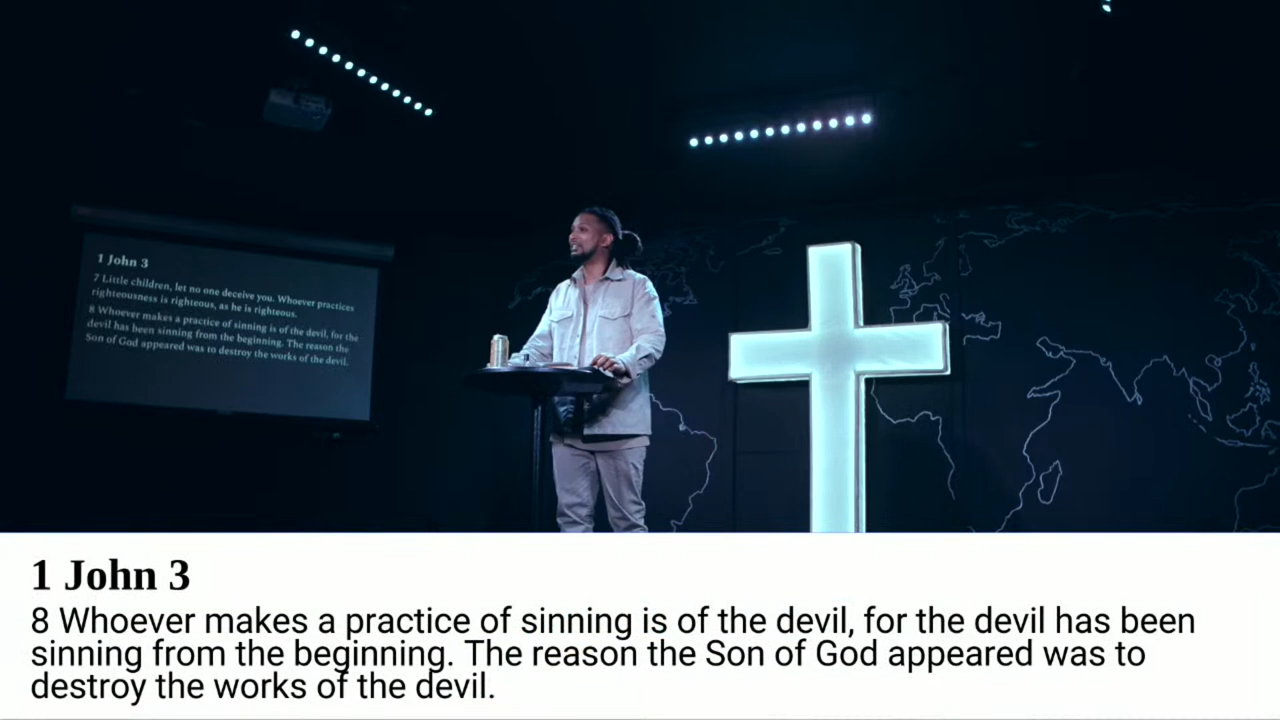 1 John 3
7 Little children, let no one deceive you. Whoever practices
righteousness is righteous, as he is righteous.
8 Whoever makes a practice of sinning is of the devil, for the
devil has been sinning from the beginning. The reason the
Son of God appeared was to destroy the works of the devil.
1 John 3
8 Whoever makes a practice of sinning is of the devil, for the devil has been
sinning from the beginning. The reason the Son of God appeared was to
destroy the works of the devil.